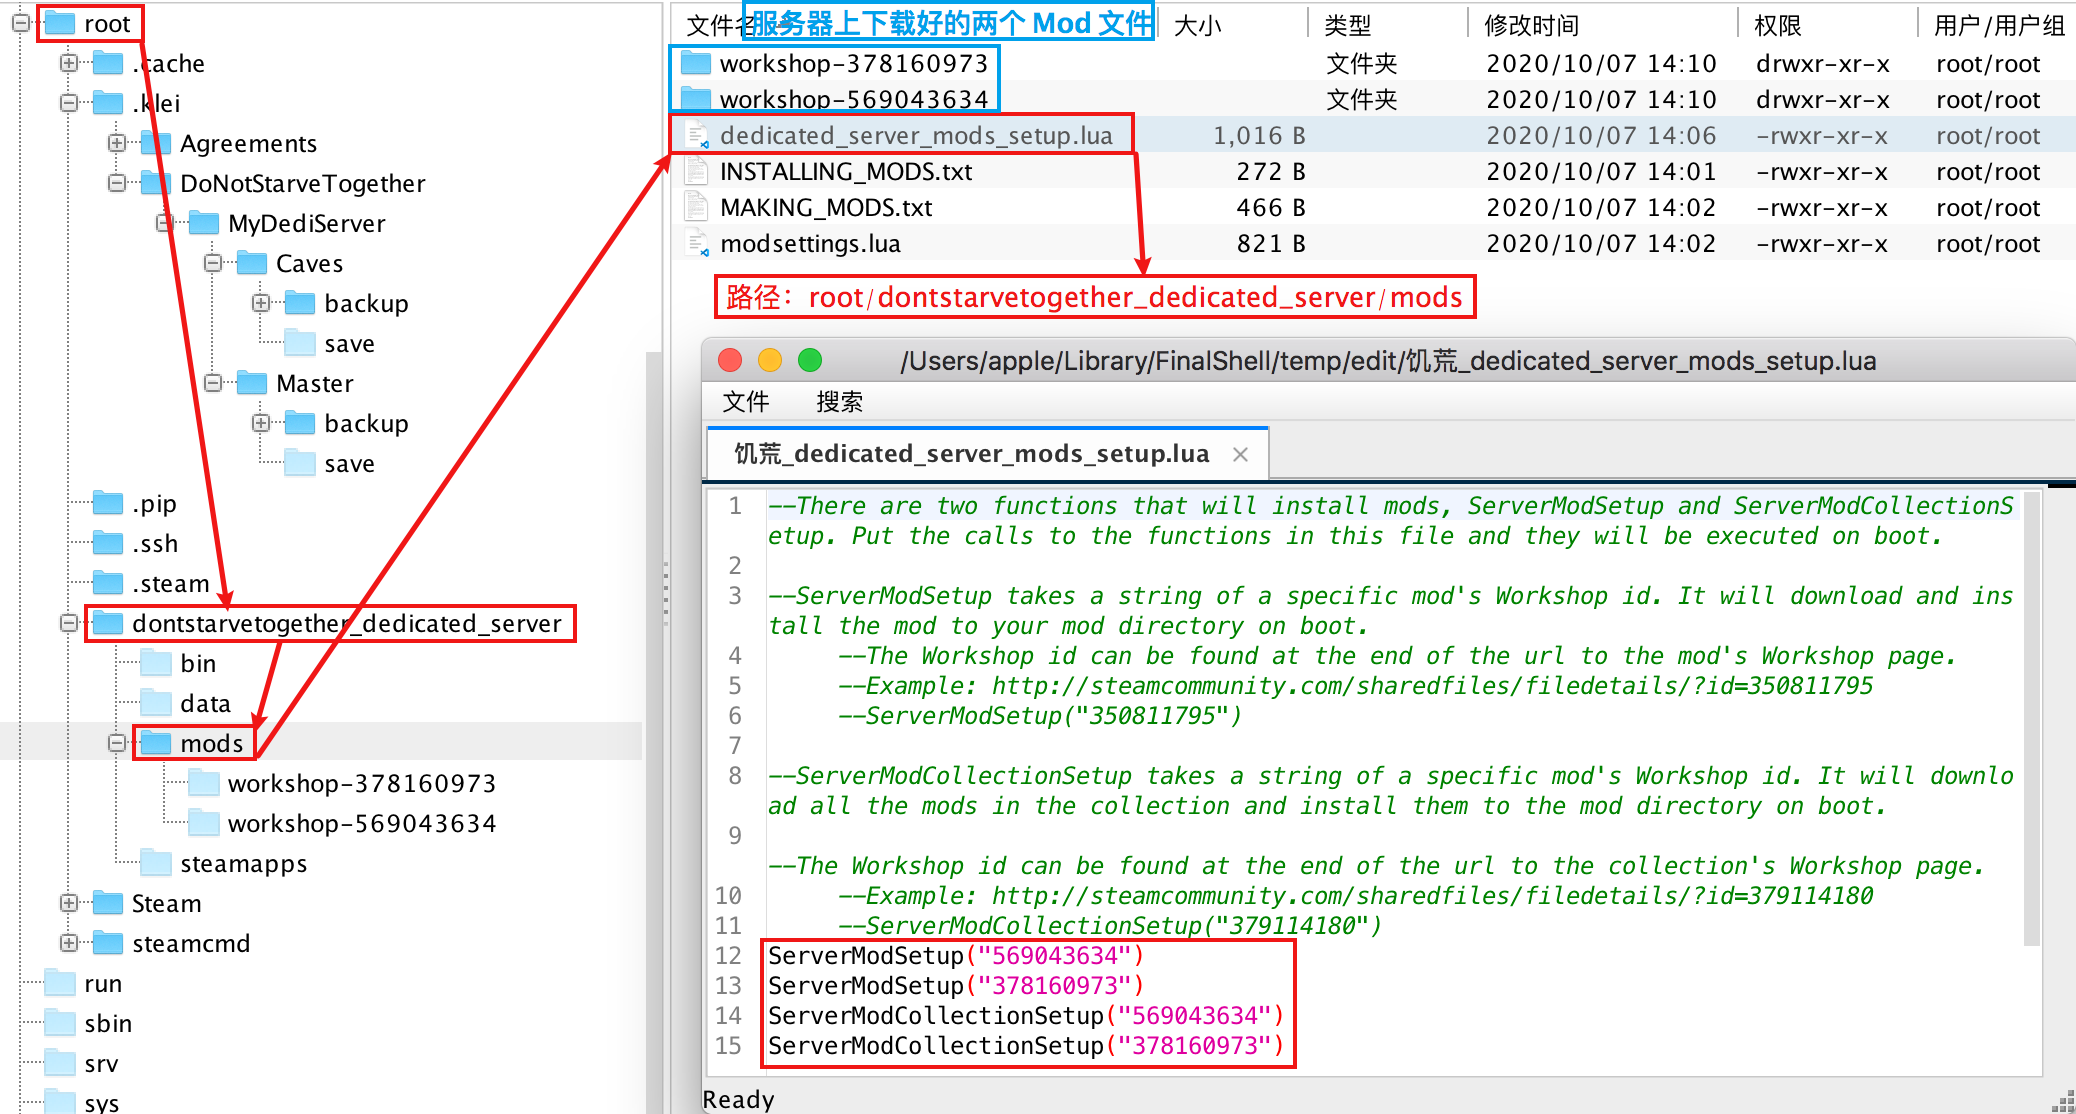 root
.cache
.klei
Agreements
DoNotStarveTogether
MyDediServer
Caves
backup
save
Master
backup
save
.pip
.ssh
.steam
dontstarvetogether_dedicated_server
bin
data
mods
workshop-378160973
workshop-569043634
steamapps
Steam
steamcmd
run
sbin
srv
sys
服务器上下载好的两个 Mod 文件
文件名 大小 类型 修改时间 权限 用户/用户组
workshop-378160973 文件夹 2020/10/07 14:10 drwxr-xr-x root/root
workshop-569043634 文件夹 2020/10/07 14:10 drwxr-xr-x root/root
dedicated_server_mods_setup.lua 1,016 B 2020/10/07 14:06 -rwxr-xr-x root/root
INSTALLING_MODS.txt 272 B 2020/10/07 14:01 -rwxr-xr-x root/root
MAKING_MODS.txt 466 B 2020/10/07 14:02 -rwxr-xr-x root/root
modsettings.lua 821 B 2020/10/07 14:02 -rwxr-xr-x root/root
路径：root/dontstarvetogether_dedicated_server/mods
/Users/apple/Library/FinalShell/temp/edit/饥荒_dedicated_server_mods_setup.lua
文件 搜索
饥荒_dedicated_server_mods_setup.lua ×
1 --There are two functions that will install mods, ServerModSetup and ServerModCollectionS
etup. Put the calls to the functions in this file and they will be executed on boot.
2
3 --ServerModSetup takes a string of a specific mod's Workshop id. It will download and ins
tall the mod to your mod directory on boot.
4 --The Workshop id can be found at the end of the url to the mod's Workshop page.
5 --Example: http://steamcommunity.com/sharedfiles/filedetails/?id=350811795
6 --ServerModSetup("350811795")
7
8 --ServerModCollectionSetup takes a string of a specific mod's Workshop id. It will downlo
ad all the mods in the collection and install them to the mod directory on boot.
9
--The Workshop id can be found at the end of the url to the collection's Workshop page.
10 --Example: http://steamcommunity.com/sharedfiles/filedetails/?id=379114180
11 --ServerModCollectionSetup("379114180")
12 ServerModSetup("569043634")
13 ServerModSetup("378160973")
14 ServerModCollectionSetup("569043634")
15 ServerModCollectionSetup("378160973")
Ready